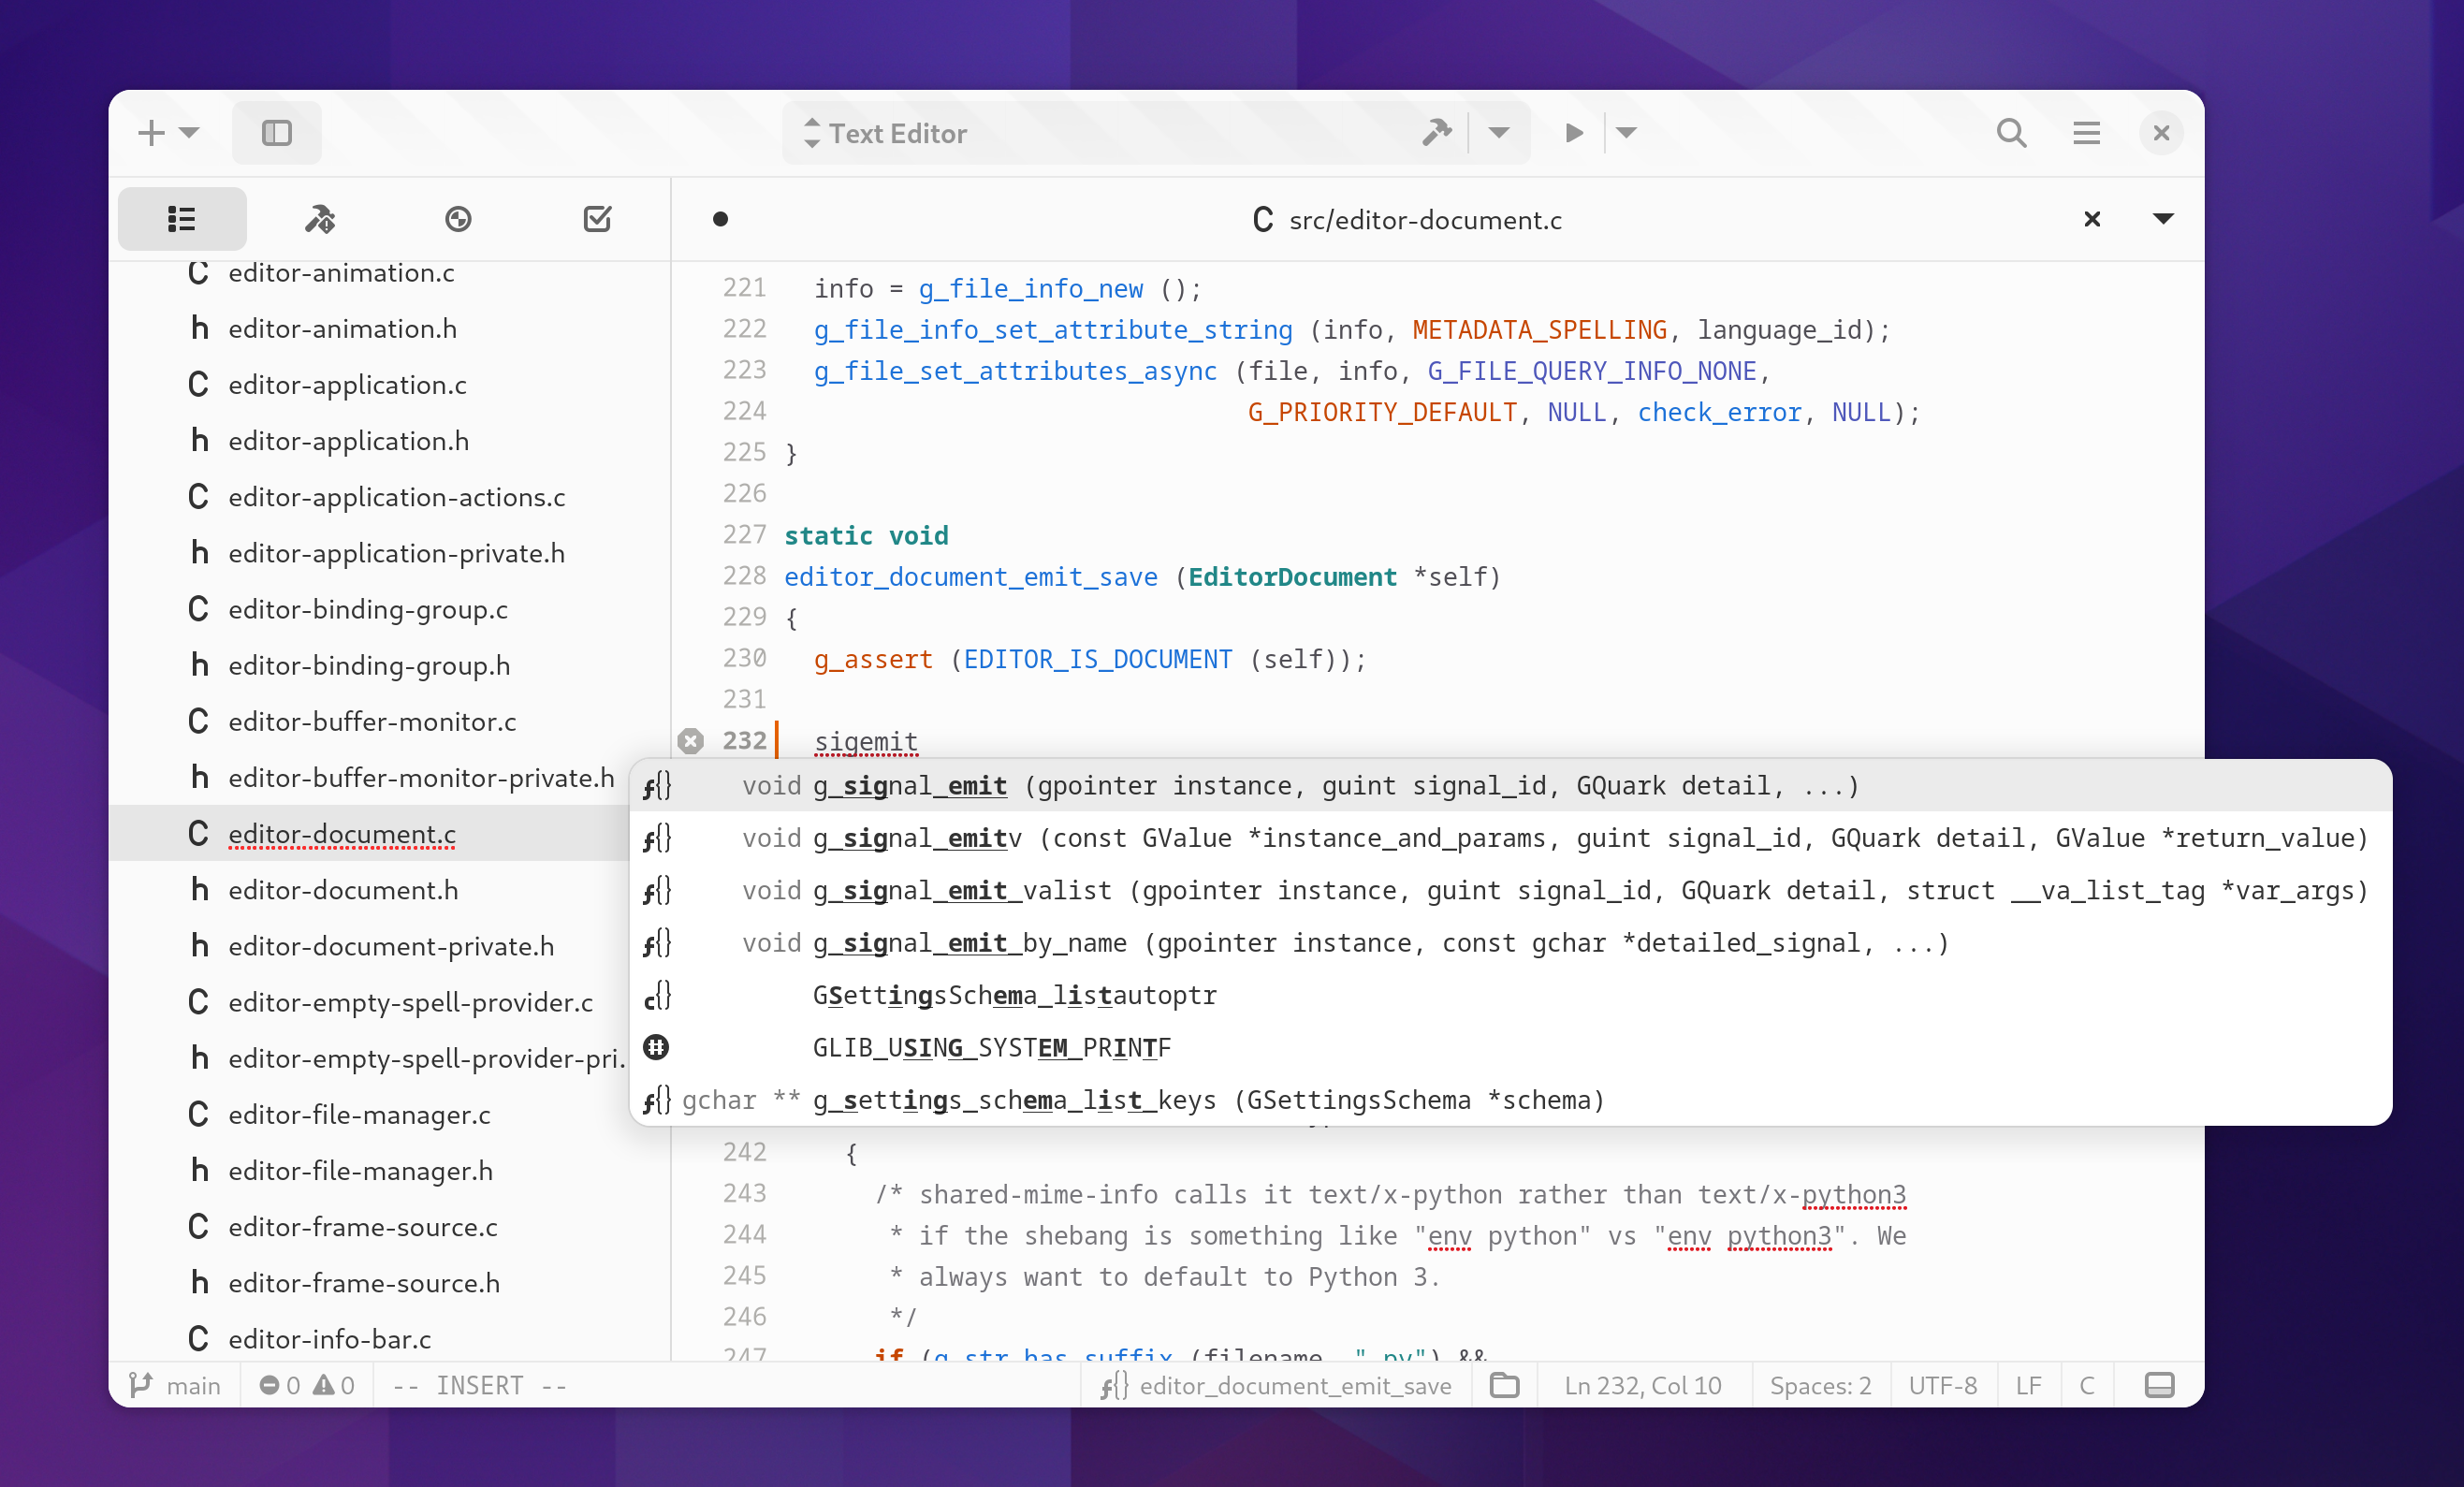 Text Editor
src/editor-document.c
editor-animation.c
editor-animation.h
editor-application.c
editor-application.h
editor-application-actions.c
editor-application-private.h
editor-binding-group.c
editor-binding-group.h
editor-buffer-monitor.c
editor-buffer-monitor-private.h
editor-document.c
editor-document.h
editor-document-private.h
editor-empty-spell-provider.c
editor-empty-spell-provider-pri.
editor-file-manager.c
editor-file-manager.h
editor-frame-source.c
editor-frame-source.h
editor-info-bar.c
221 info = g_file_info_new ();
222 g_file_info_set_attribute_string (info, METADATA_SPELLING, language_id);
223 g_file_set_attributes_async (file, info, G_FILE_QUERY_INFO_NONE,
224 G_PRIORITY_DEFAULT, NULL, check_error, NULL);
225 }
226
227 static void
228 editor_document_emit_save (EditorDocument *self)
229 {
230 g_assert (EDITOR_IS_DOCUMENT (self));
231
232 sigemit
void g_signal_emit (gpointer instance, guint signal_id, GQuark detail, ...)
void g_signal_emitv (const GValue *instance_and_params, guint signal_id, GQuark detail, GValue *return_value)
void g_signal_emit_valist (gpointer instance, guint signal_id, GQuark detail, struct __va_list_tag *var_args)
void g_signal_emit_by_name (gpointer instance, const gchar *detailed_signal, ...)
GSettingsSchema_listautoptr
GLIB_USING_SYSTEM_PRINTF
gchar ** g_settings_schema_list_keys (GSettingsSchema *schema)
242 {
243 /* shared-mime-info calls it text/x-python rather than text/x-python3
244 * if the shebang is something like "env python" vs "env python3". We
245 * always want to default to Python 3.
246 */
247 if (g_str_has_suffix (filename, ".py") &&
main 0 0 -- INSERT -- editor_document_emit_save Ln 232, Col 10 Spaces: 2 UTF-8 LF C